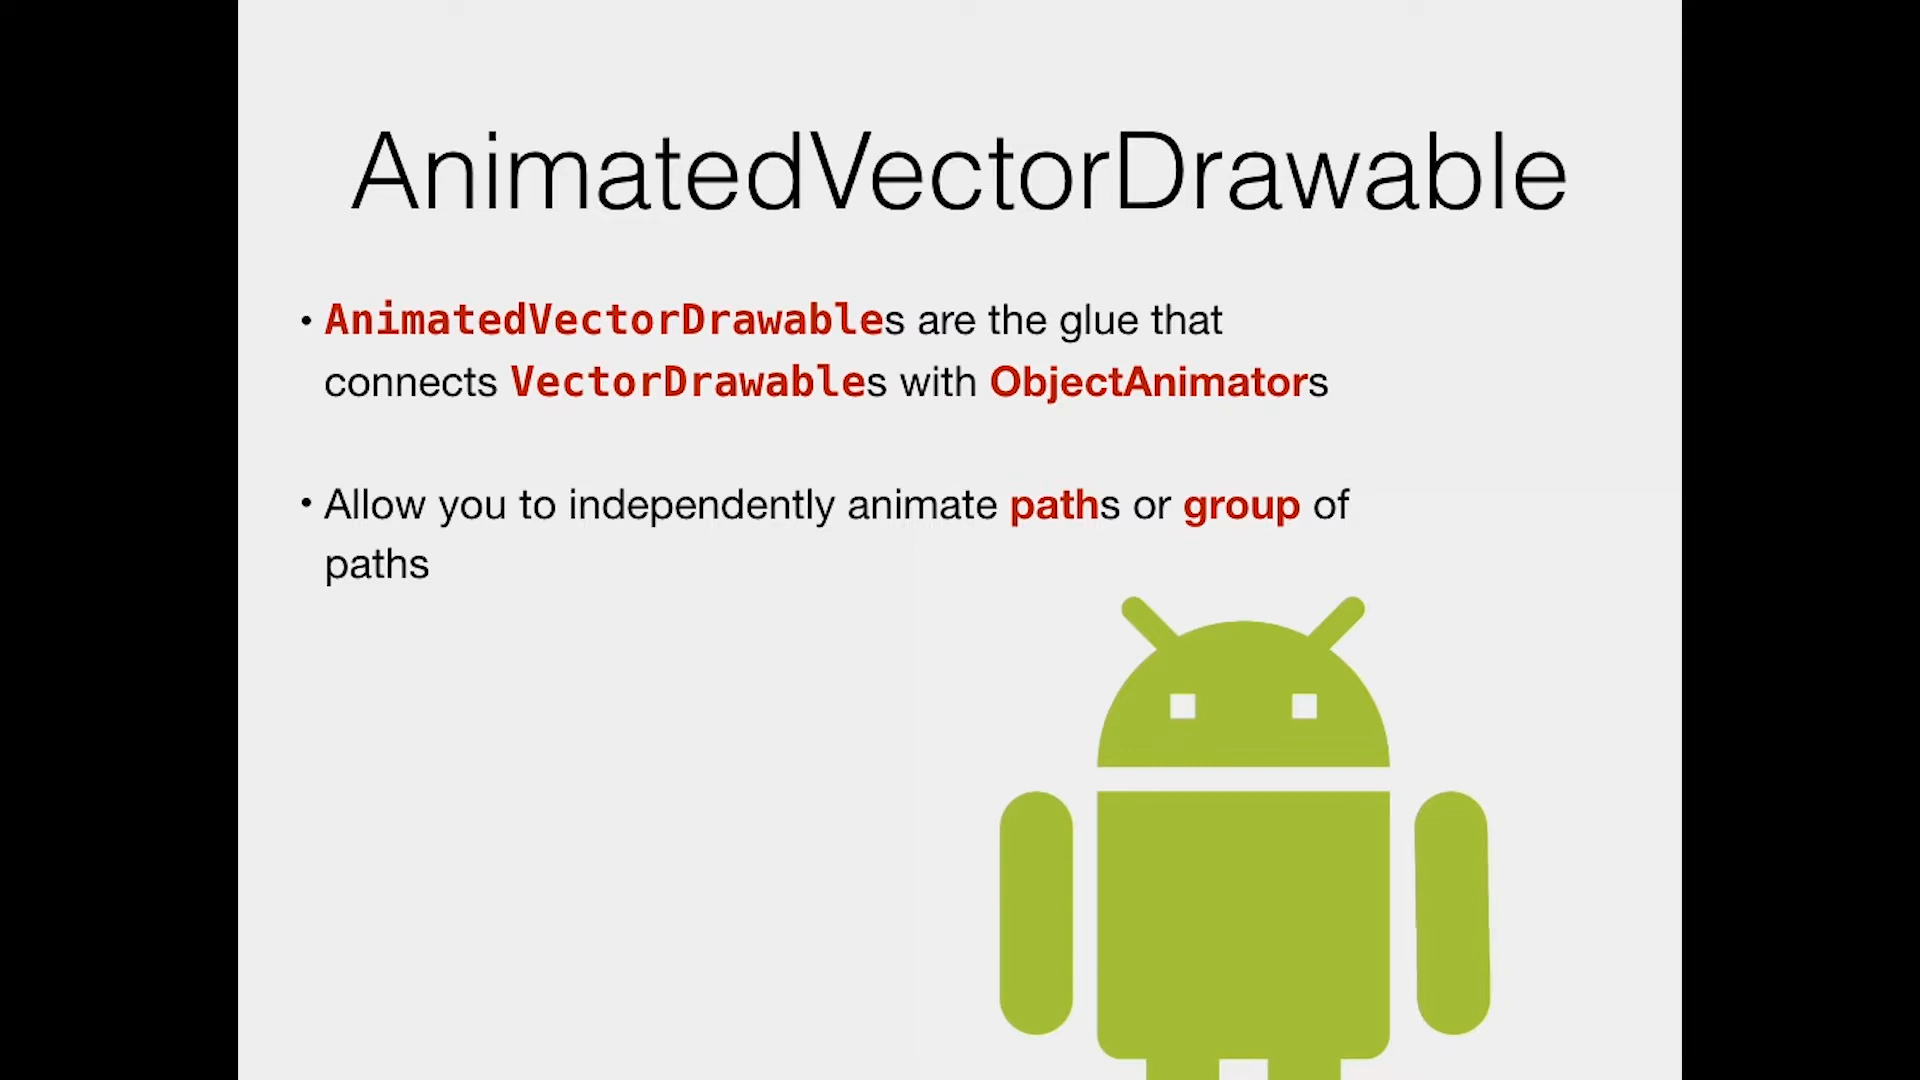 AnimatedVectorDrawable
• AnimatedVectorDrawables are the glue that
connects VectorDrawables with ObjectAnimators
• Allow you to independently animate paths or group of
paths